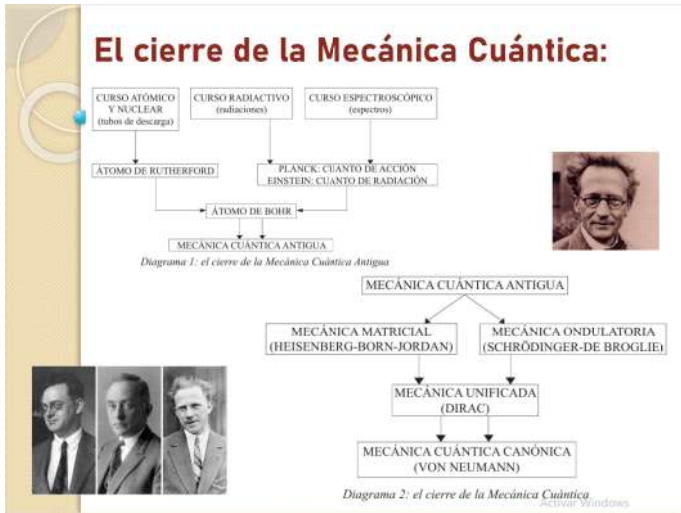 El cierre de la Mecánica Cuántica:
CURSO ATÓMICO
Y NUCLEAR
(tubos de descarga)
CURSO RADIACTIVO
(radiaciones)
CURSO ESPECTROSCÓPICO
(espectros)
ÁTOMO DE RUTHERFORD
PLANCK: CUANTO DE ACCIÓN
EINSTEIN: CUANTO DE RADIACIÓN
ÁTOMO DE BOHR
MECÁNICA CUÁNTICA ANTIGUA
Diagrama 1: el cierre de la Mecánica Cuántica Antigua
MECÁNICA CUÁNTICA ANTIGUA
MECÁNICA MATRICIAL
(HEISENBERG-BORN-JORDAN)
MECÁNICA ONDULATORIA
(SCHRÖDINGER-DE BROGLIE)
MECÁNICA UNIFICADA
(DIRAC)
MECÁNICA CUÁNTICA CANÓNICA
(VON NEUMANN)
Diagrama 2: el cierre de la Mecánica Cuántica
Activar Windows